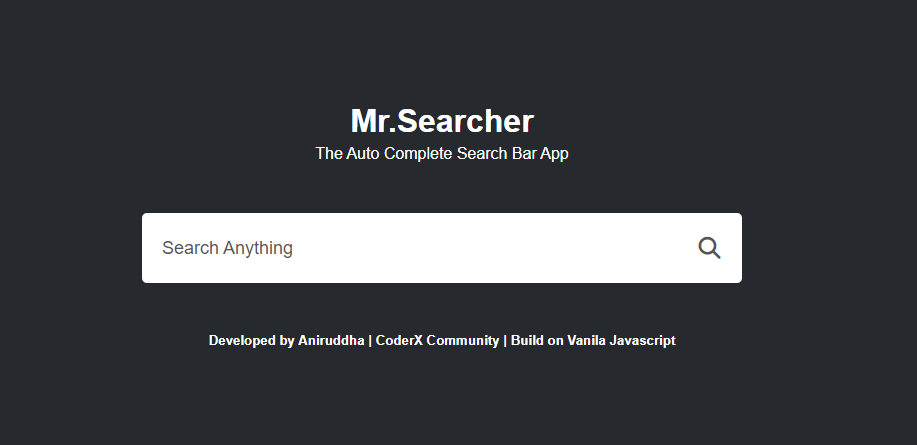 Mr.Searcher
The Auto Complete Search Bar App
Search Anything
Developed by Aniruddha | CoderX Community | Build on Vanila Javascript